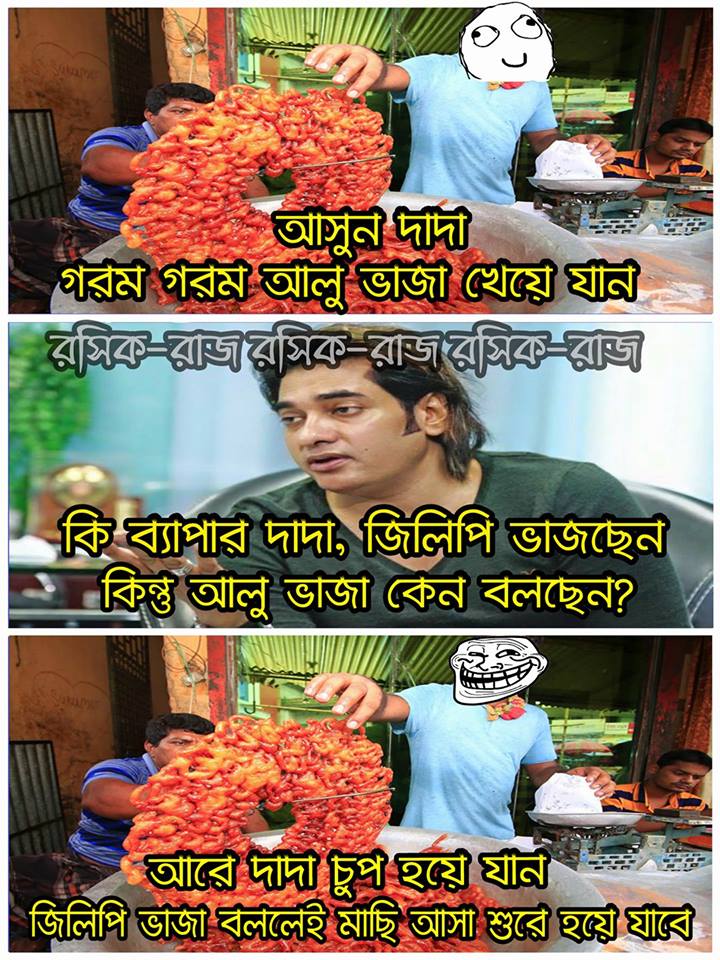 আসুন দাদা
গরম গরম আলু ভাজা খেয়ে যান
রসিক-রাজ রসিক-রাজ রসিক-রাজ
কি ব্যাপার দাদা, জিলিপি ভাজছেন
কিন্তু আলু ভাজা কেন বলছেন?
আরে দাদা চুপ হয়ে যান
জিলিপি ভাজা বললেই মাছি আসা শুরে হয়ে যাবে